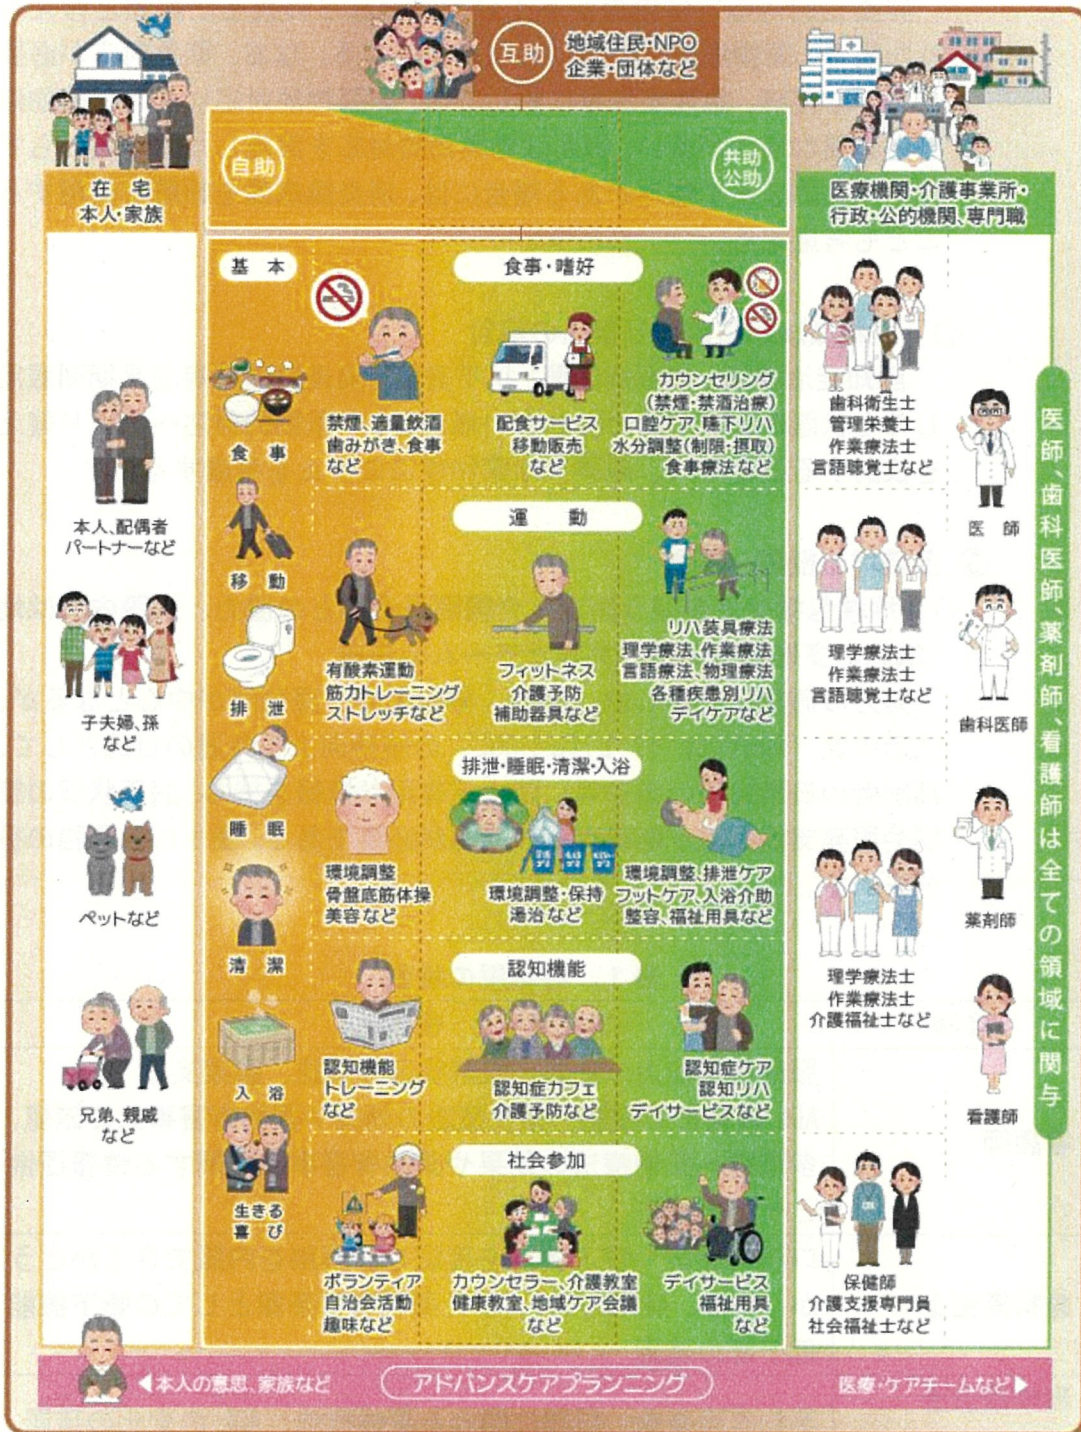 互助
地域住民・NPO
企業・団体など
在宅
本人・家族
自助
共助
公助
医療機関・介護事業所・
行政・公的機関、専門職
本人、配偶者
パートナーなど
子夫婦、孫
など
ペットなど
兄弟、親戚
など
基本
食事
移動
排泄
睡眠
清潔
入浴
生きる
喜び
食事・嗜好
禁煙、適量飲酒
歯みがき、食事
など
配食サービス
移動販売
など
カウンセリング
(禁煙・禁酒治療)
口腔ケア、嚥下リハ
水分調整(制限・摂取)
食事療法など
運動
有酸素運動
筋力トレーニング
ストレッチなど
フィットネス
介護予防
補助器具など
リハ装具療法
理学療法、作業療法
言語療法、物理療法
各種疾患別リハ
デイケアなど
排泄・睡眠・清潔・入浴
環境調整
骨盤底筋体操
美容など
環境調整・保持
湯治など
環境調整、排泄ケア
フットケア、入浴介助
整容、福祉用具など
認知機能
認知機能
トレーニング
など
認知症カフェ
介護予防など
認知症ケア
認知リハ
デイサービスなど
社会参加
ボランティア
自治会活動
趣味など
カウンセラー、介護教室
健康教室、地域ケア会議
など
デイサービス
福祉用具
など
歯科衛生士
管理栄養士
作業療法士
言語聴覚士など
理学療法士
作業療法士
言語聴覚士など
理学療法士
作業療法士
介護福祉士など
保健師
介護支援専門員
社会福祉士など
医師
歯科医師
薬剤師
看護師
医師、歯科医師、薬剤師、看護師は全ての領域に関与
◀本人の意思、家族など
アドバンスケアプランニング
医療・ケアチームなど▶